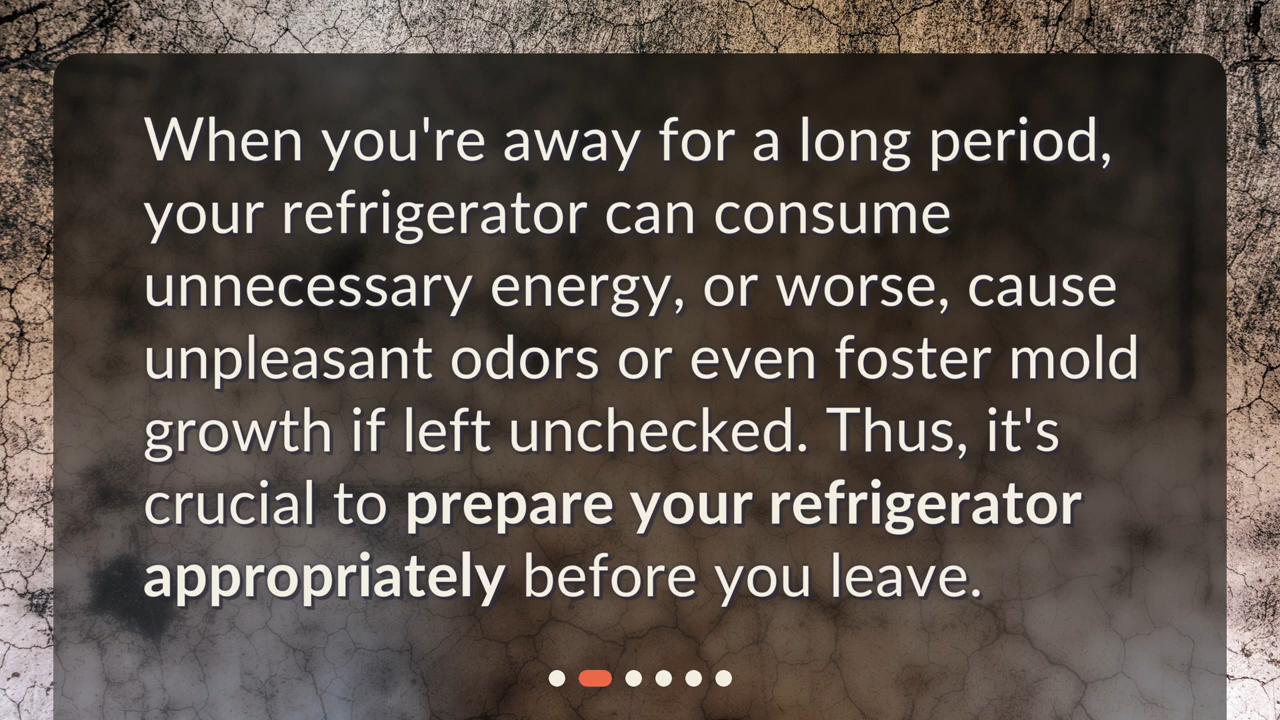 When you're away for a long period,
your refrigerator can consume
unnecessary energy, or worse, cause
unpleasant odors or even foster mold
growth if left unchecked. Thus, it's
crucial to prepare your refrigerator
appropriately before you leave.